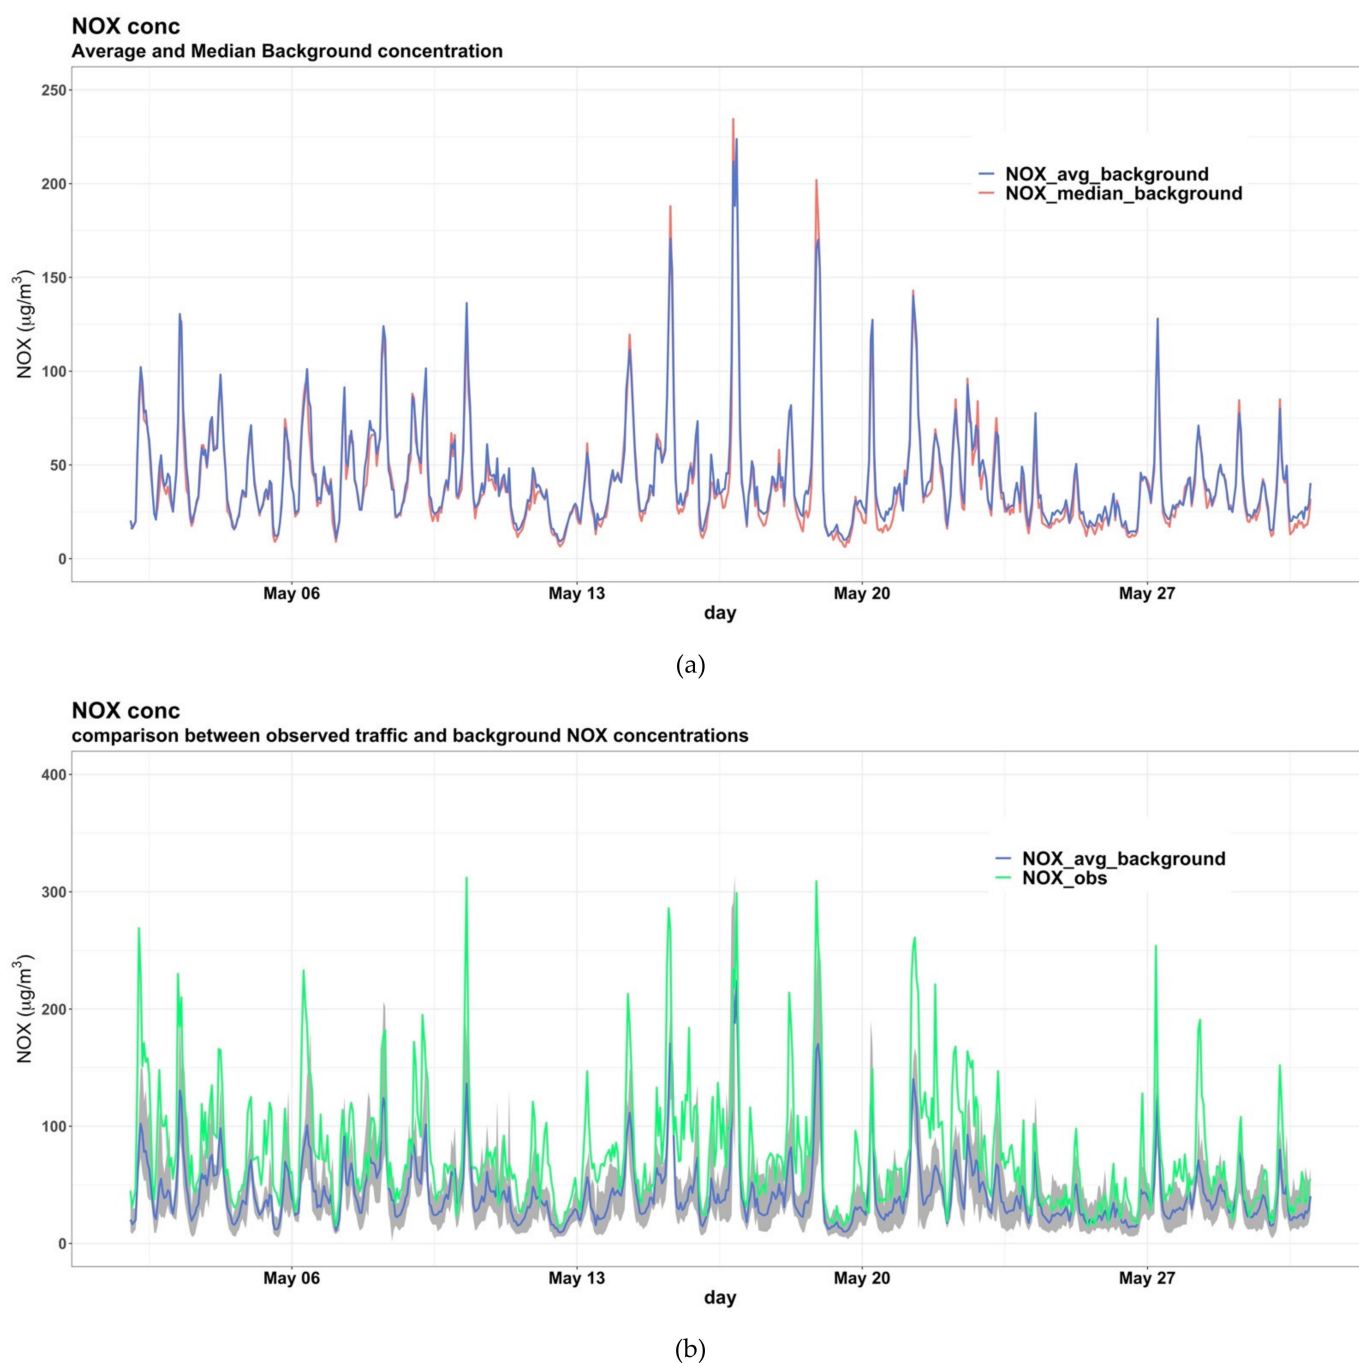 NOX conc
Average and Median Background concentration
250
200
150
100
50
0
NOX (μg/m³)
NOX_avg_background
NOX_median_background
May 06
May 13
May 20
May 27
day
(a)
NOX conc
comparison between observed traffic and background NOX concentrations
400
300
200
100
0
NOX (μg/m³)
NOX_avg_background
NOX_obs
May 06
May 13
May 20
May 27
day
(b)